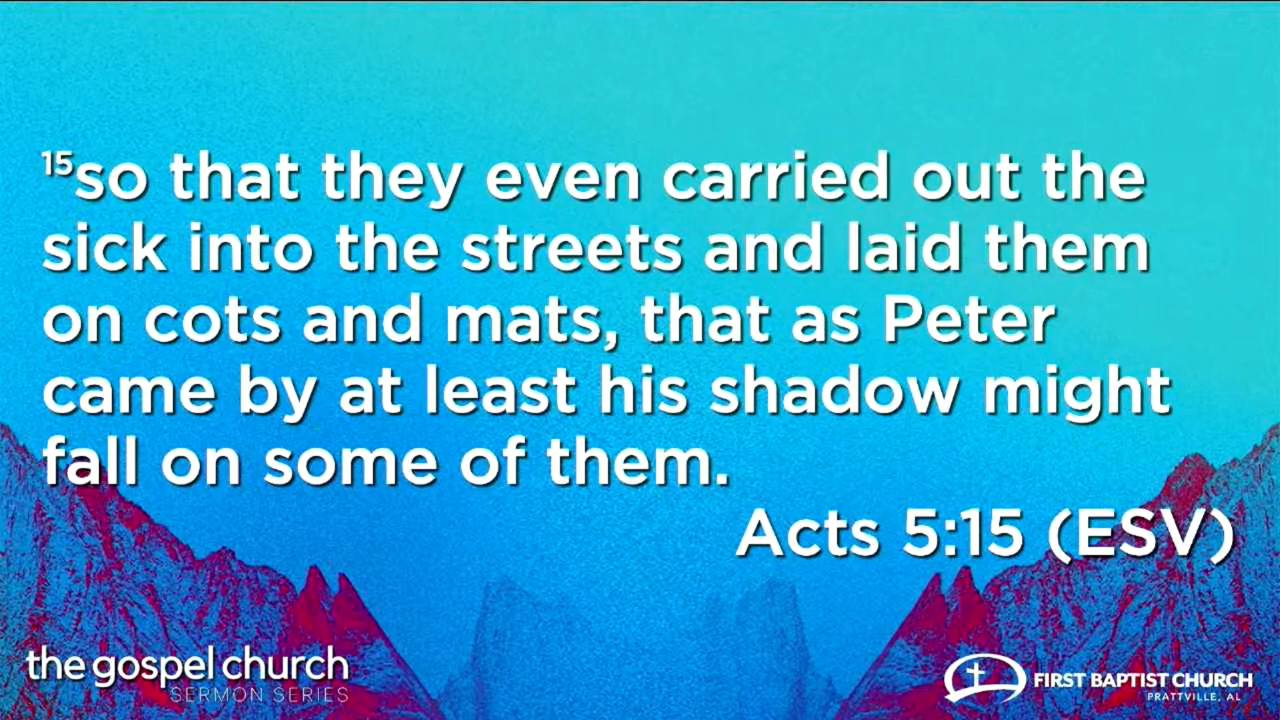 15so that they even carried out the
sick into the streets and laid them
on cots and mats, that as Peter
came by at least his shadow might
fall on some of them.
Acts 5:15 (ESV)
the gospel church
SERMON SERIES
FIRST BAPTIST CHURCH
PRATTVILLE, AL